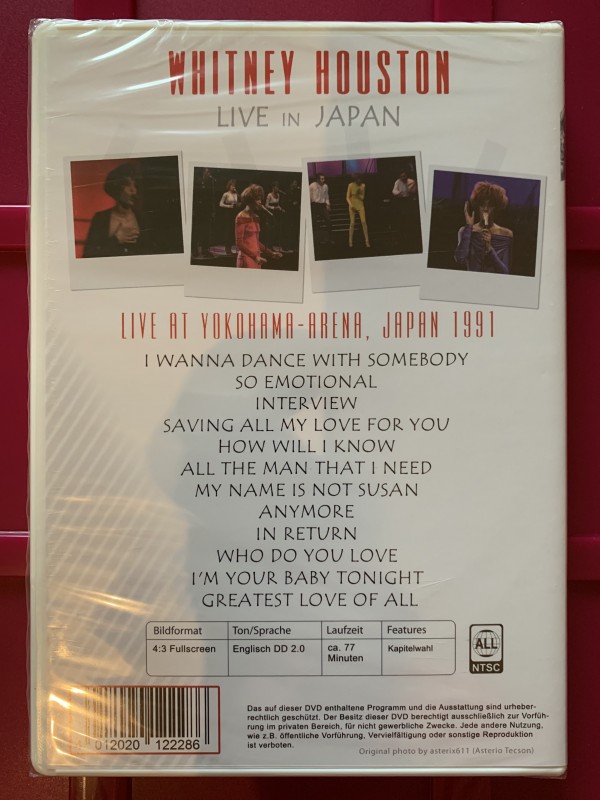 WHITNEY HOUSTON
LIVE IN JAPAN
LIVE AT YOKOHAMA-ARENA, JAPAN 1991
I WANNA DANCE WITH SOMEBODY
SO EMOTIONAL
INTERVIEW
SAVING ALL MY LOVE FOR YOU
HOW WILL I KNOW
ALL THE MAN THAT I NEED
MY NAME IS NOT SUSAN
ANYMORE
IN RETURN
WHO DO YOU LOVE
I'M YOUR BABY TONIGHT
GREATEST LOVE OF ALL
Bildformat Ton/Sprache Laufzeit Features
4:3 Fullscreen Englisch DD 2.0 ca. 77 Minuten Kapitelwahl
ALL
NTSC
012020 122286
Das auf dieser DVD enthaltene Programm und die Ausstattung sind urheber-
rechtlich geschützt. Der Besitz dieser DVD berechtigt ausschließlich zur Vorfüh-
rung im privaten Bereich, für nicht gewerbliche Zwecke. Jede andere Nutzung,
wie z.B. öffentliche Vorführung, Vervielfältigung oder sonstige Reproduktion
ist verboten.
Original photo by asterix611 (Asterio Tecson)